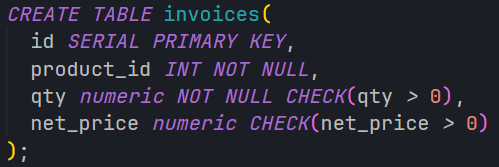 CREATE TABLE invoices(
  id SERIAL PRIMARY KEY,
  product_id INT NOT NULL,
  qty numeric NOT NULL CHECK(qty > 0),
  net_price numeric CHECK(net_price > 0)
);